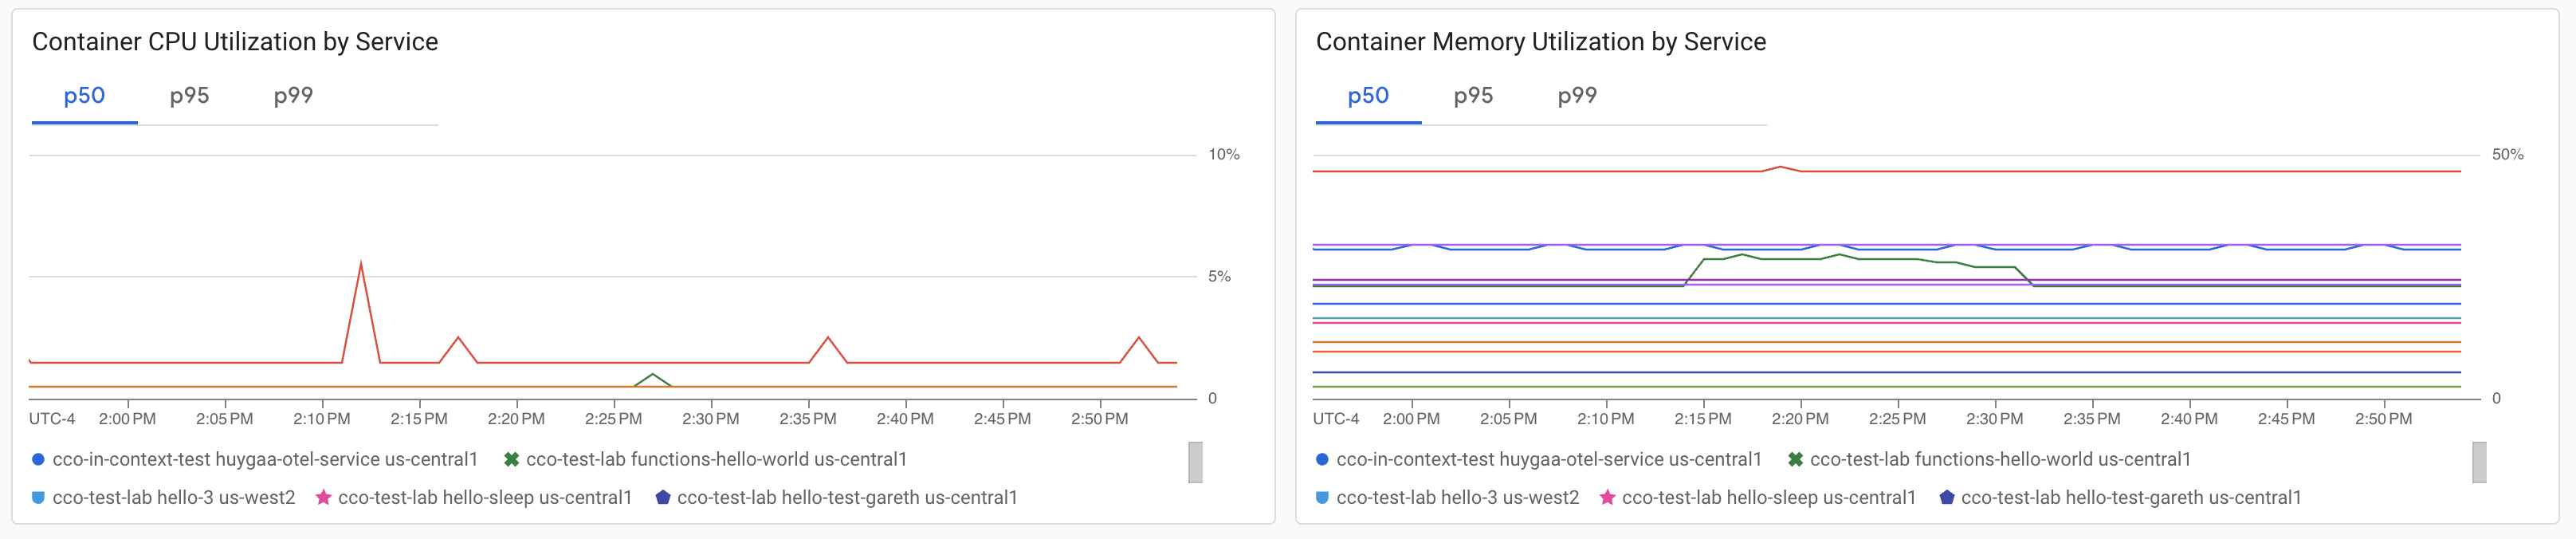 Container CPU Utilization by Service
p50 p95 p99
10%
5%
0
UTC-4 2:00 PM 2:05 PM 2:10 PM 2:15 PM 2:20 PM 2:25 PM 2:30 PM 2:35 PM 2:40 PM 2:45 PM 2:50 PM
cco-in-context-test huygaa-otel-service us-central1 cco-test-lab functions-hello-world us-central1
cco-test-lab hello-3 us-west2 cco-test-lab hello-sleep us-central1 cco-test-lab hello-test-gareth us-central1
Container Memory Utilization by Service
p50 p95 p99
50%
0
UTC-4 2:00 PM 2:05 PM 2:10 PM 2:15 PM 2:20 PM 2:25 PM 2:30 PM 2:35 PM 2:40 PM 2:45 PM 2:50 PM
cco-in-context-test huygaa-otel-service us-central1 cco-test-lab functions-hello-world us-central1
cco-test-lab hello-3 us-west2 cco-test-lab hello-sleep us-central1 cco-test-lab hello-test-gareth us-central1